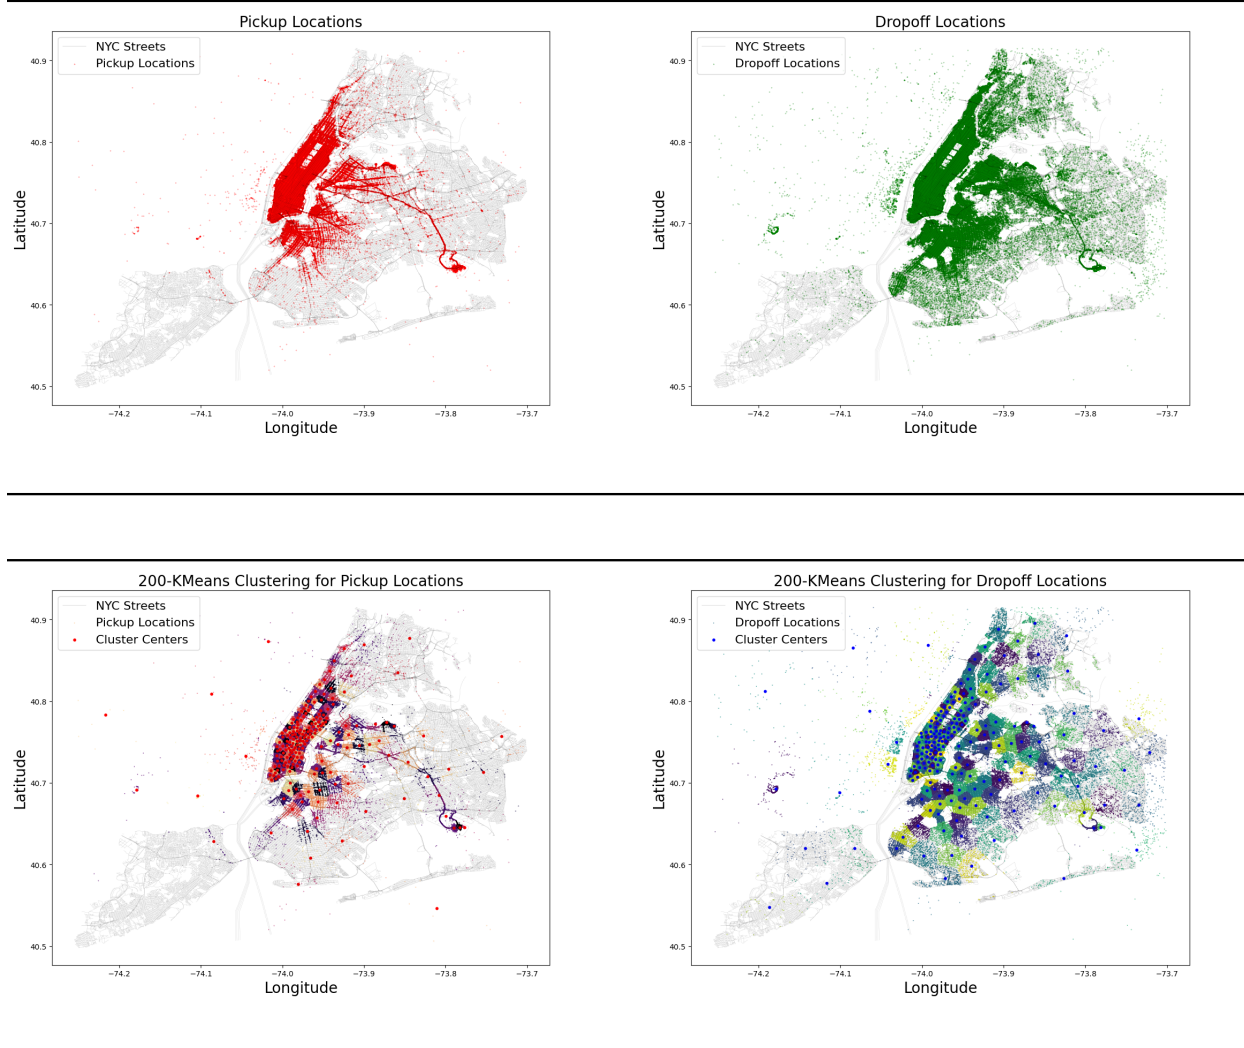 Pickup Locations
NYC Streets
Pickup Locations
40.9
40.8
40.7
40.6
40.5
Latitude
−74.2 −74.1 −74.0 −73.9 −73.8 −73.7
Longitude
Dropoff Locations
NYC Streets
Dropoff Locations
40.9
40.8
40.7
40.6
40.5
Latitude
−74.2 −74.1 −74.0 −73.9 −73.8 −73.7
Longitude
200-KMeans Clustering for Pickup Locations
NYC Streets
Pickup Locations
Cluster Centers
40.9
40.8
40.7
40.6
40.5
Latitude
−74.2 −74.1 −74.0 −73.9 −73.8 −73.7
Longitude
200-KMeans Clustering for Dropoff Locations
NYC Streets
Dropoff Locations
Cluster Centers
40.9
40.8
40.7
40.6
40.5
Latitude
−74.2 −74.1 −74.0 −73.9 −73.8 −73.7
Longitude